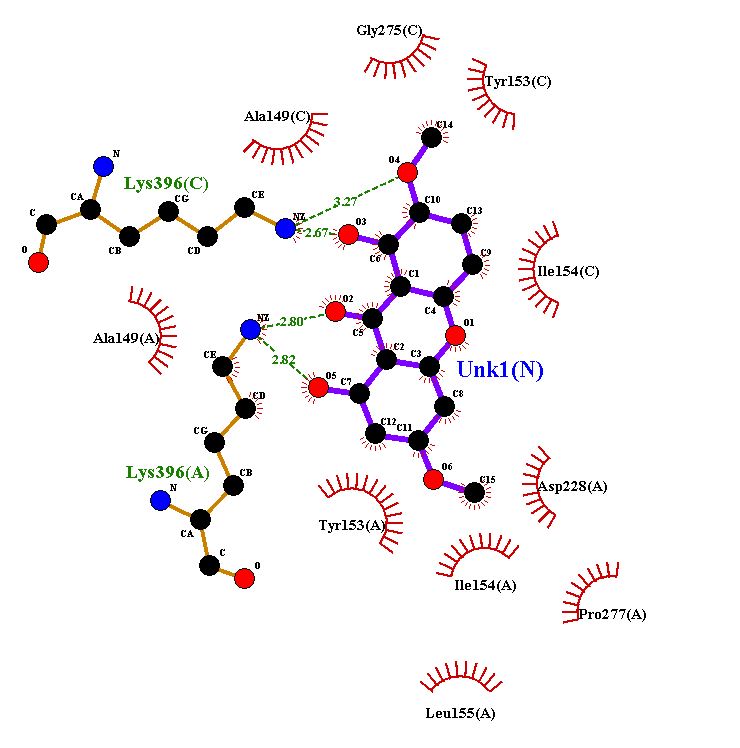 Gly275(C)
Tyr153(C)
Ala149(C)
C14
N
O4
Lys396(C)
3.27
CA
CG
CE
C10
C13
C
NZ
O3
2.67
CB
CD
C6
C9
O
Ile154(C)
C1
C4
O2
NZ
2.80
C5
O1
Ala149(A)
C2
C3
CE
2.82
Unk1(N)
O5
C7
CD
C8
C12
C11
CG
Lys396(A)
CB
O6
C15
N
Asp228(A)
Tyr153(A)
CA
C
O
Ile154(A)
Pro277(A)
Leu155(A)